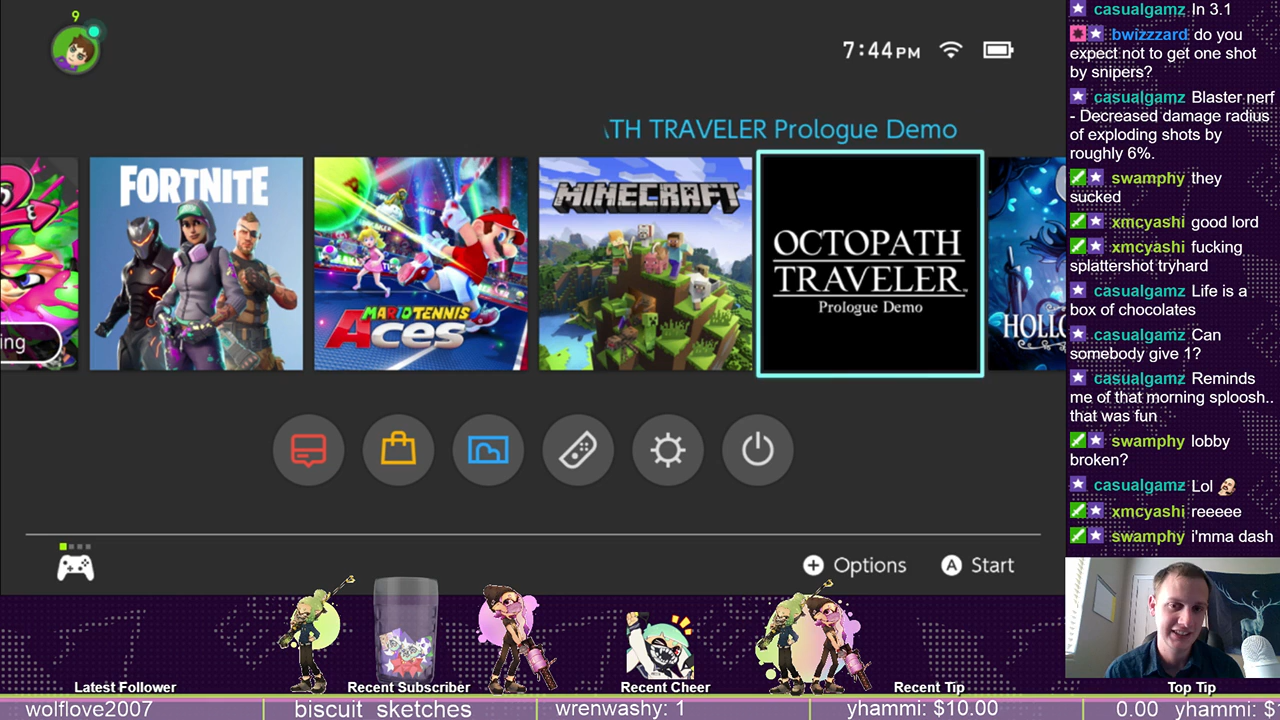 9
7:44PM
ATH TRAVELER Prologue Demo
FORTNITE
MARIO TENNIS
Aces
MINECRAFT
OCTOPATH
TRAVELER
Prologue Demo
HOLLO
ing
Options
A Start
casualgamz In 3.1
bwizzzard do you
expect not to get one shot
by snipers?
casualgamz Blaster nerf
- Decreased damage radius
of exploding shots by
roughly 6%.
swamphy they
sucked
xmcyashi good lord
xmcyashi fucking
splattershot tryhard
casualgamz Life is a
box of chocolates
casualgamz Can
somebody give 1?
casualgamz Reminds
me of that morning sploosh..
that was fun
swamphy lobby
broken?
casualgamz Lol
xmcyashi reeeee
swamphy i'mma dash
Latest Follower
Recent Subscriber
Recent Cheer
Recent Tip
Top Tip
wolflove2007
biscuit_sketches
wrenwashy: 1
yhammi: $10.00
0.00
yhammi: $